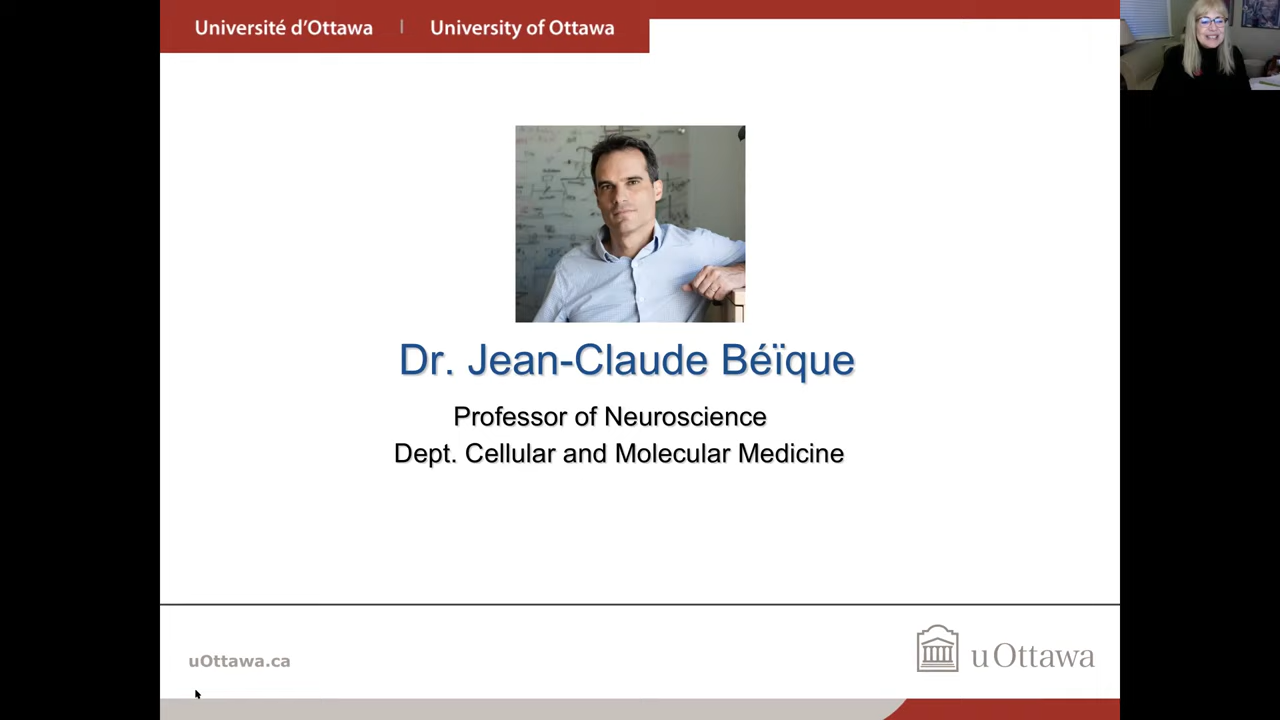 Université d'Ottawa | University of Ottawa
Dr. Jean-Claude Béïque
Professor of Neuroscience
Dept. Cellular and Molecular Medicine
uOttawa.ca
uOttawa